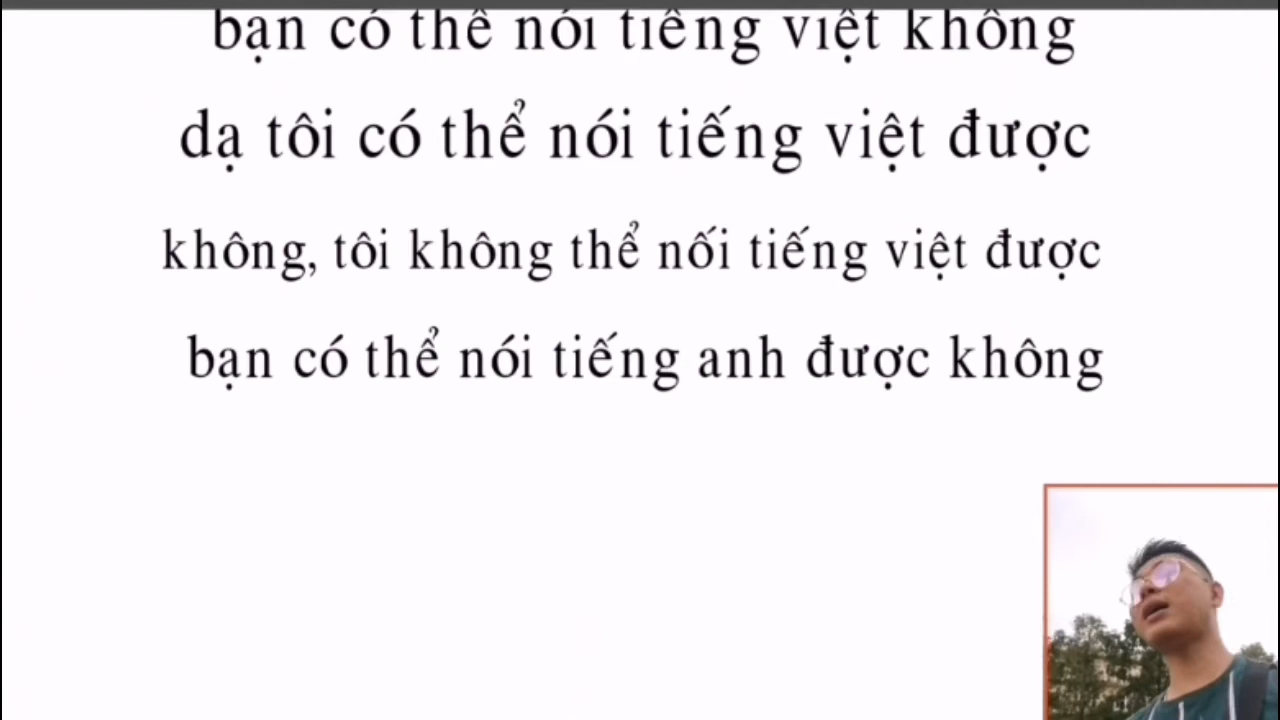 bạn có thể nói tiếng việt không
dạ tôi có thể nói tiếng việt được
không, tôi không thể nối tiếng việt được
bạn có thể nói tiếng anh được không